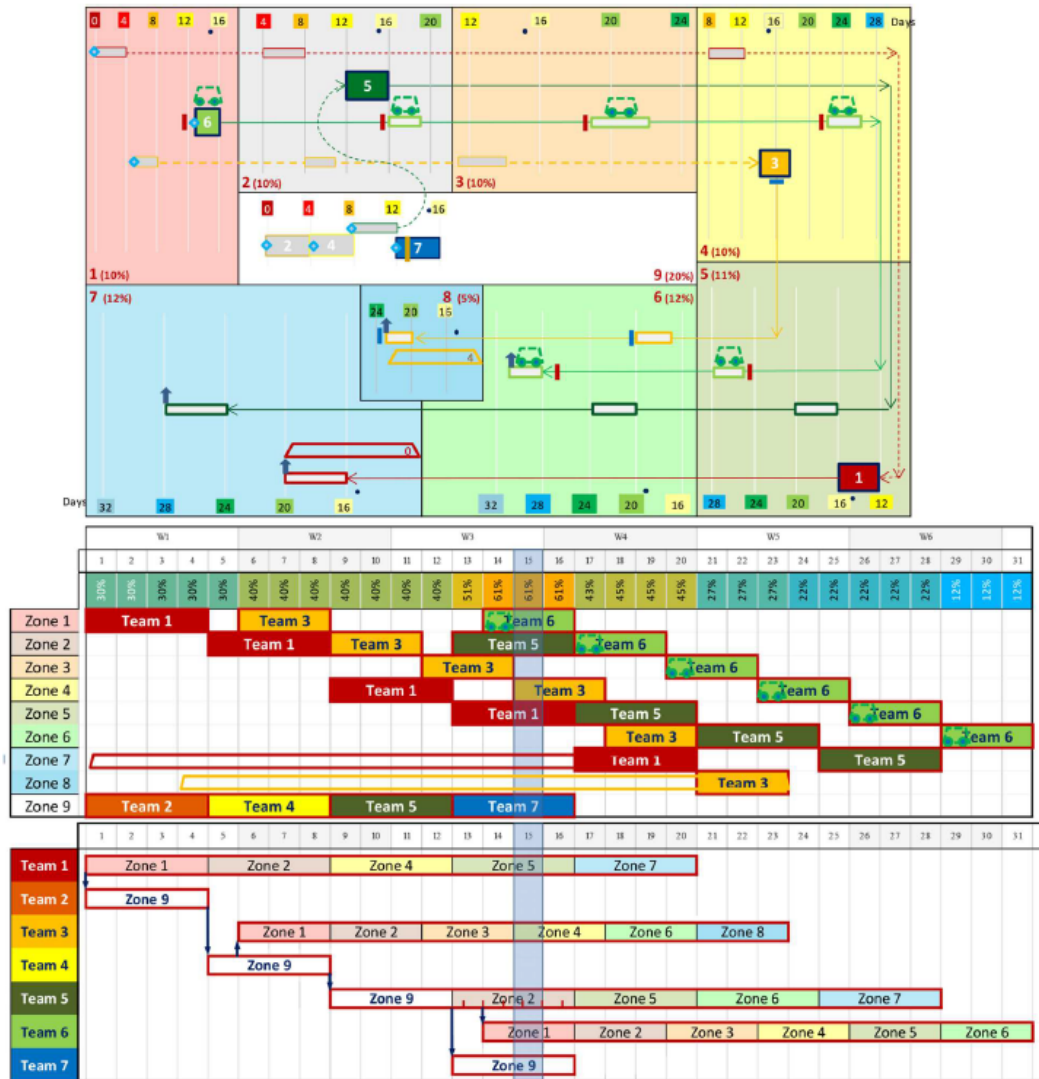 0 4 8 12 16 4 8 12 16 20 12 16 20 24 8 12 16 20 24 28 Days
5
6
3
2 (10%) 3 (10%)
0 4 8 12 16
2 4 7
4 (10%)
1 (10%) 9 (20%) 5 (11%)
7 (12%) 8 (5%) 6 (12%)
24 20 16
4
0
1
Days 32 28 24 20 16 32 28 24 20 16 28 24 20 16 12
W1 W2 W3 W4 W5 W6
1 2 3 4 5 6 7 8 9 10 11 12 13 14 15 16 17 18 19 20 21 22 23 24 25 26 27 28 29 30 31
30% 30% 30% 30% 40% 40% 40% 40% 40% 40% 40% 40% 51% 61% 61% 61% 43% 45% 45% 45% 27% 27% 27% 22% 22% 22% 22% 22% 12% 12% 12%
Zone 1 Team 1 Team 3 Team 6
Zone 2 Team 1 Team 3 Team 5 Team 6
Zone 3 Team 3 Team 6
Zone 4 Team 1 Team 3 Team 6
Zone 5 Team 1 Team 5 Team 6
Zone 6 Team 3 Team 5 Team 6
Zone 7 Team 1 Team 5
Zone 8 Team 3
Zone 9 Team 2 Team 4 Team 5 Team 7
1 2 3 4 5 6 7 8 9 10 11 12 13 14 15 16 17 18 19 20 21 22 23 24 25 26 27 28 29 30 31
Team 1 Zone 1 Zone 2 Zone 4 Zone 5 Zone 7
Team 2 Zone 9
Team 3 Zone 1 Zone 2 Zone 3 Zone 4 Zone 6 Zone 8
Team 4 Zone 9
Team 5 Zone 9 Zone 2 Zone 5 Zone 6 Zone 7
Team 6 Zone 1 Zone 2 Zone 3 Zone 4 Zone 5 Zone 6
Team 7 Zone 9